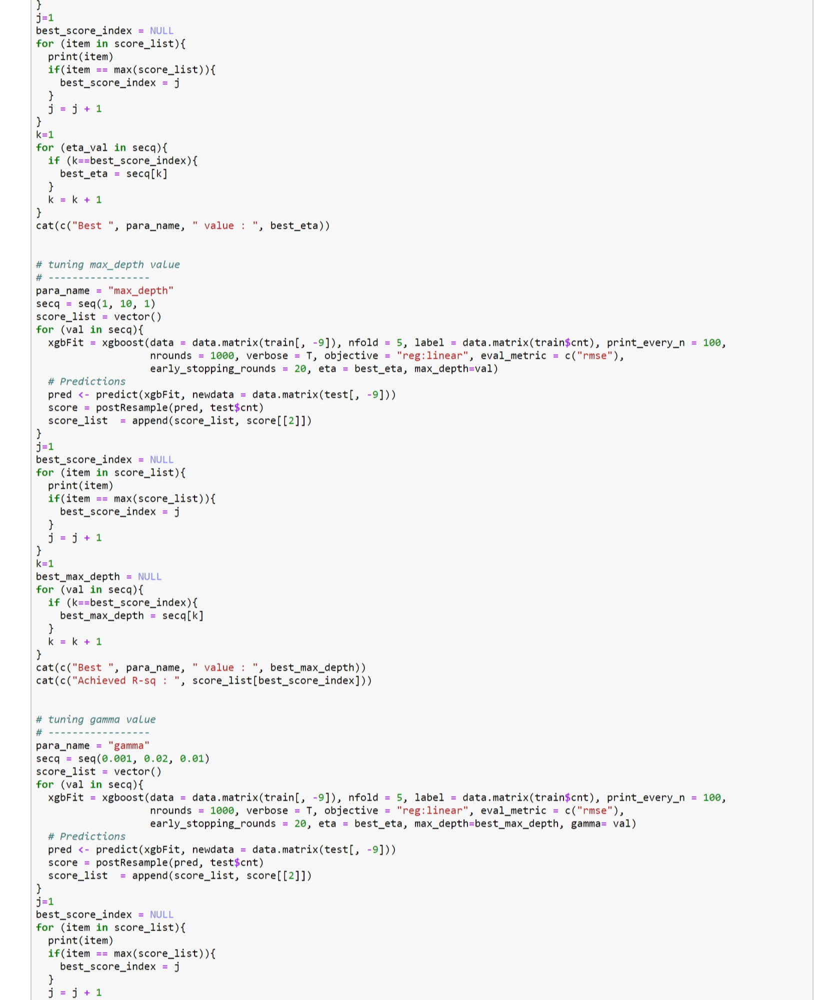 }
j=1
best_score_index = NULL
for (item in score_list){
  print(item)
  if(item == max(score_list)){
    best_score_index = j
  }
  j = j + 1
}
k=1
for (eta_val in secq){
  if (k==best_score_index){
    best_eta = secq[k]
  }
  k = k + 1
}
cat(c("Best ", para_name, " value : ", best_eta))


# tuning max_depth value
# -----------------
para_name = "max_depth"
secq = seq(1, 10, 1)
score_list = vector()
for (val in secq){
  xgbFit = xgboost(data = data.matrix(train[, -9]), nfold = 5, label = data.matrix(train$cnt), print_every_n = 100,
                   nrounds = 1000, verbose = T, objective = "reg:linear", eval_metric = c("rmse"),
                   early_stopping_rounds = 20, eta = best_eta, max_depth=val)
  # Predictions
  pred <- predict(xgbFit, newdata = data.matrix(test[, -9]))
  score = postResample(pred, test$cnt)
  score_list  = append(score_list, score[[2]])
}
j=1
best_score_index = NULL
for (item in score_list){
  print(item)
  if(item == max(score_list)){
    best_score_index = j
  }
  j = j + 1
}
k=1
best_max_depth = NULL
for (val in secq){
  if (k==best_score_index){
    best_max_depth = secq[k]
  }
  k = k + 1
}
cat(c("Best ", para_name, " value : ", best_max_depth))
cat(c("Achieved R-sq : ", score_list[best_score_index]))


# tuning gamma value
# -----------------
para_name = "gamma"
secq = seq(0.001, 0.02, 0.01)
score_list = vector()
for (val in secq){
  xgbFit = xgboost(data = data.matrix(train[, -9]), nfold = 5, label = data.matrix(train$cnt), print_every_n = 100,
                   nrounds = 1000, verbose = T, objective = "reg:linear", eval_metric = c("rmse"),
                   early_stopping_rounds = 20, eta = best_eta, max_depth=best_max_depth, gamma= val)
  # Predictions
  pred <- predict(xgbFit, newdata = data.matrix(test[, -9]))
  score = postResample(pred, test$cnt)
  score_list  = append(score_list, score[[2]])
}
j=1
best_score_index = NULL
for (item in score_list){
  print(item)
  if(item == max(score_list)){
    best_score_index = j
  }
  j = j + 1